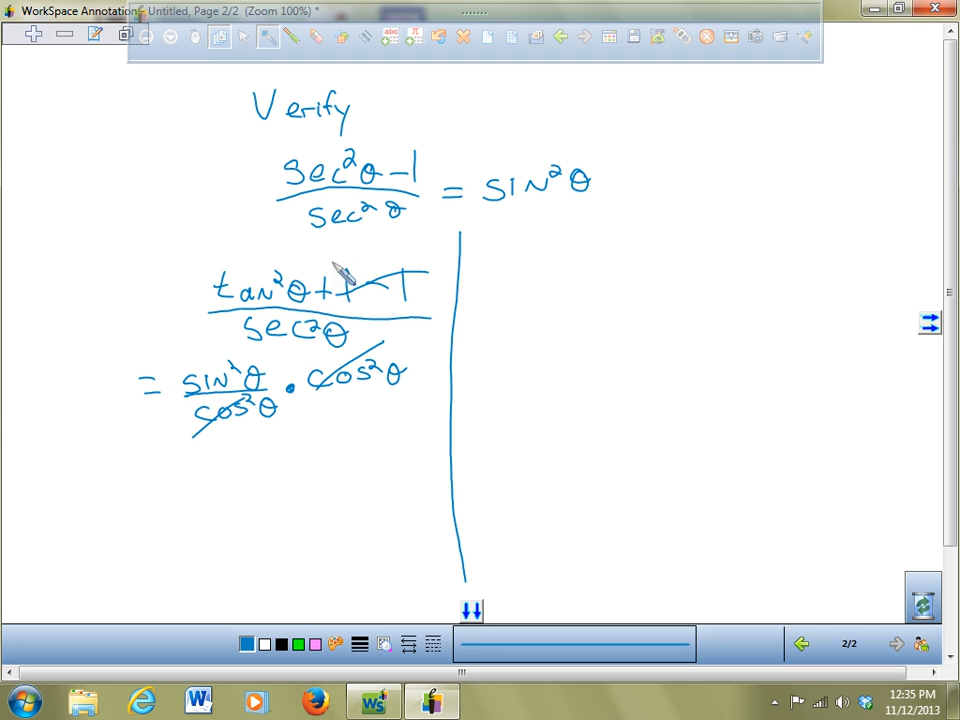 WorkSpace Annotation: Untitled, Page 2/2 (Zoom 100%) *
Verify
sec²θ - 1 / sec²θ = sin²θ
tan²θ + 1 - 1 / sec²θ
= sin²θ / cos²θ • cos²θ
2/2
12:35 PM
11/12/2013